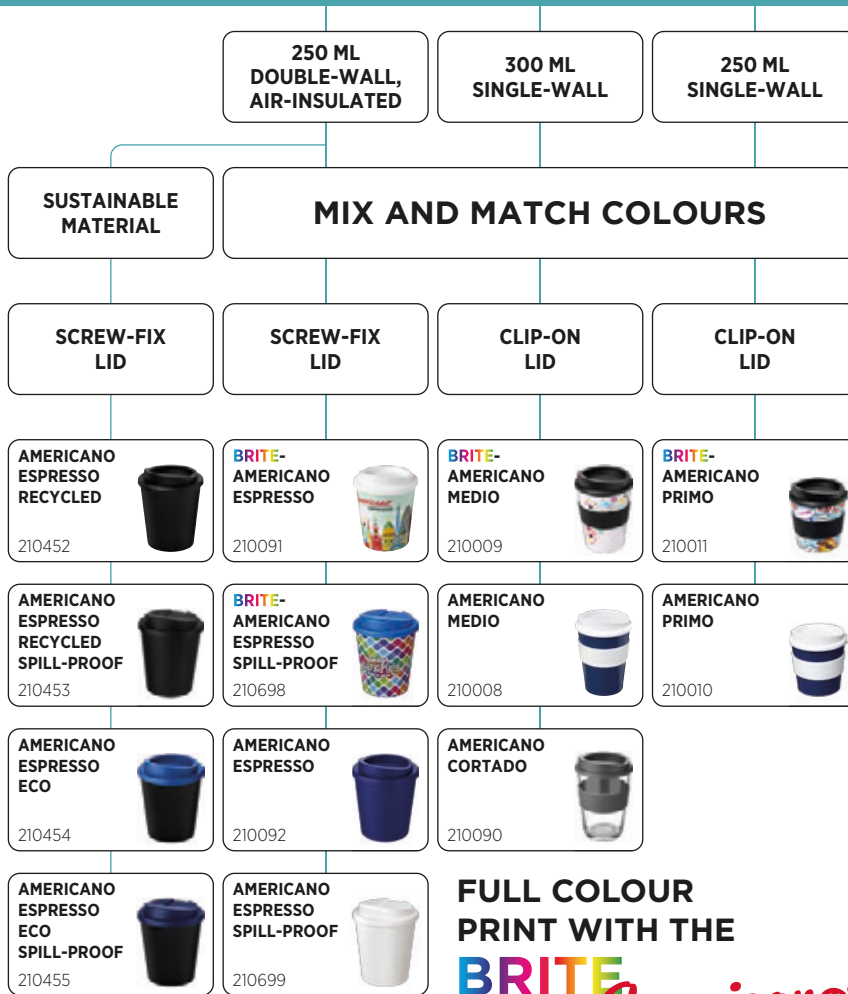 250 ML
DOUBLE-WALL,
AIR-INSULATED
300 ML
SINGLE-WALL
250 ML
SINGLE-WALL
SUSTAINABLE
MATERIAL
MIX AND MATCH COLOURS
SCREW-FIX
LID
SCREW-FIX
LID
CLIP-ON
LID
CLIP-ON
LID
AMERICANO
ESPRESSO
RECYCLED
210452
BRITE-
AMERICANO
ESPRESSO
210091
BRITE-
AMERICANO
MEDIO
210009
BRITE-
AMERICANO
PRIMO
210011
AMERICANO
ESPRESSO
RECYCLED
SPILL-PROOF
210453
BRITE-
AMERICANO
ESPRESSO
SPILL-PROOF
210698
AMERICANO
MEDIO
210008
AMERICANO
PRIMO
210010
AMERICANO
ESPRESSO
ECO
210454
AMERICANO
ESPRESSO
210092
AMERICANO
CORTADO
210090
AMERICANO
ESPRESSO
ECO
SPILL-PROOF
210455
AMERICANO
ESPRESSO
SPILL-PROOF
210699
FULL COLOUR
PRINT WITH THE
BRITE